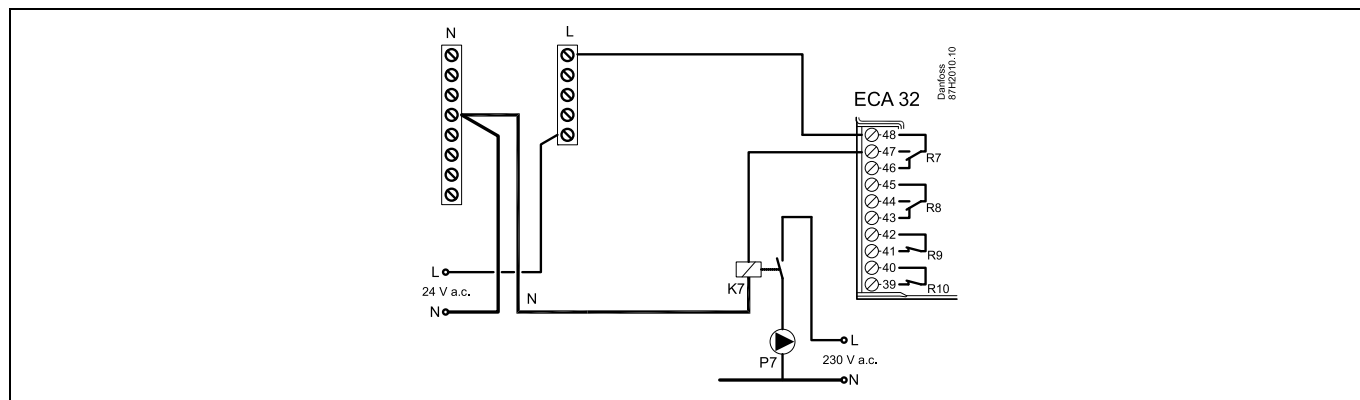 N
L
Danfoss
87H2010.10
ECA 32
48
47
R7
46
45
44
R8
43
42
41
R9
40
39
R10
L
24 V a.c.
N
N
K7
P7
L
230 V a.c.
N